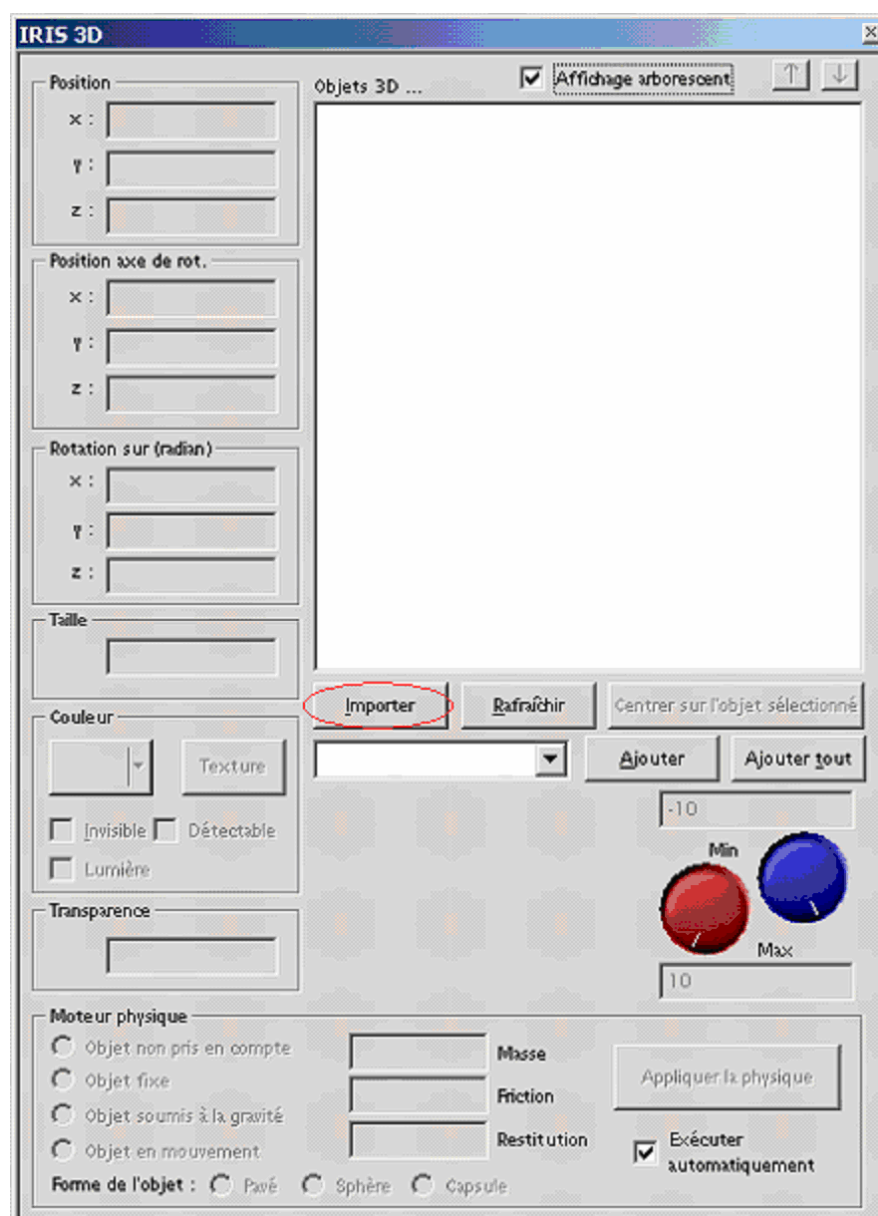 IRIS 3D
Position
x :
y :
z :
Position axe de rot.
x :
y :
z :
Rotation sur (radian)
x :
y :
z :
Taille
Couleur
Texture
Invisible
Détectable
Lumière
Transparence
Objets 3D ...
Affichage arborescent
Importer
Rafraîchir
Centrer sur l'objet sélectionné
Ajouter
Ajouter tout
-10
Min
Max
10
Moteur physique
Objet non pris en compte
Objet fixe
Objet soumis à la gravité
Objet en mouvement
Masse
Friction
Restitution
Appliquer la physique
Exécuter
automatiquement
Forme de l'objet :
Pavé
Sphère
Capsule